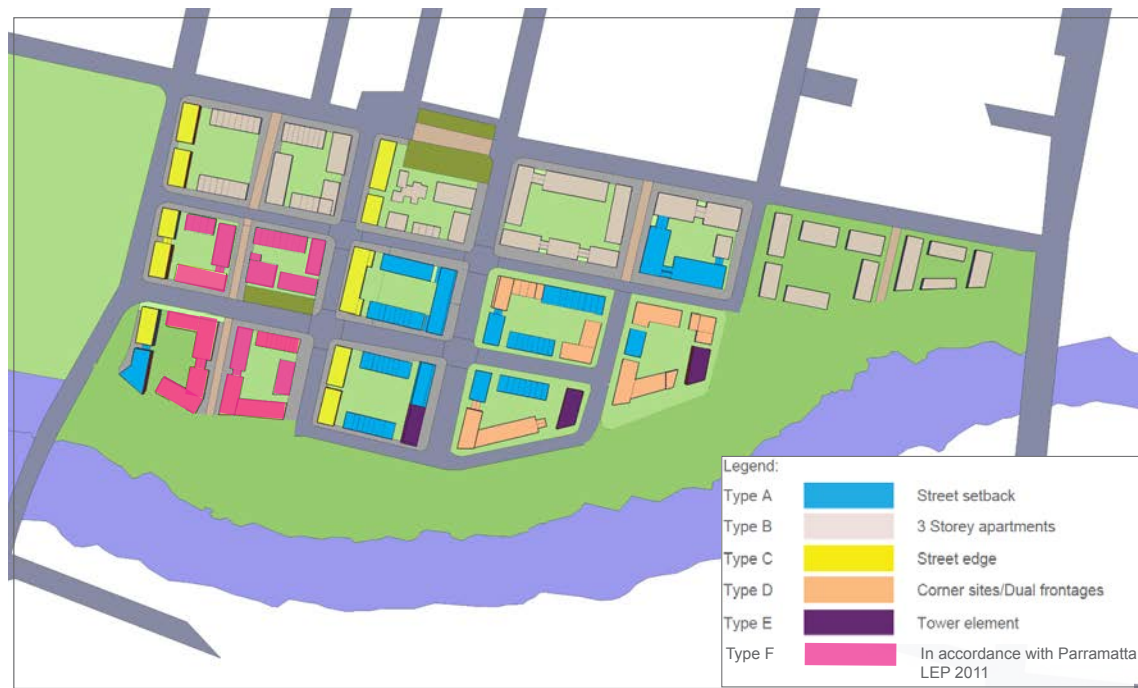 Legend:
Type A Street setback
Type B 3 Storey apartments
Type C Street edge
Type D Corner sites/Dual frontages
Type E Tower element
Type F In accordance with Parramatta
LEP 2011